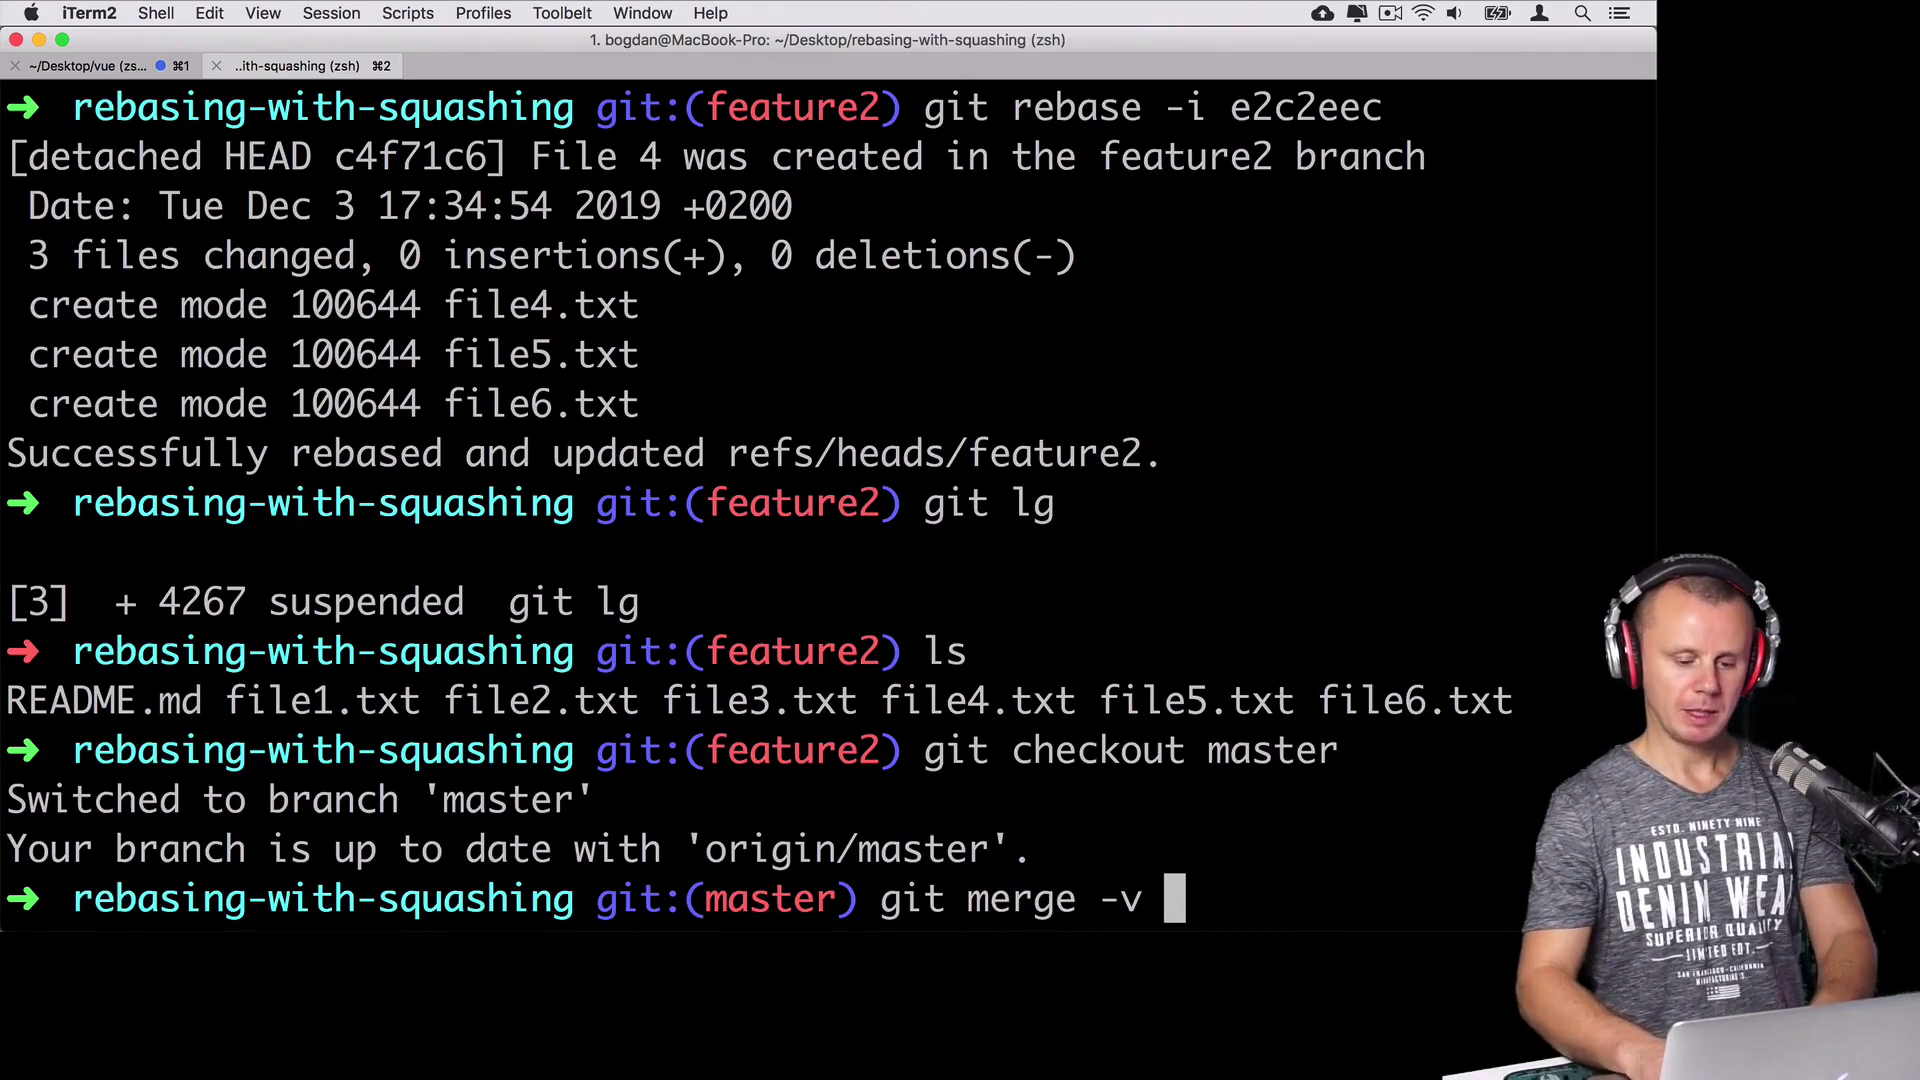 iTerm2 Shell Edit View Session Scripts Profiles Toolbelt Window Help
1. bogdan@MacBook-Pro: ~/Desktop/rebasing-with-squashing (zsh)
~/Desktop/vue (zs... ⌘1 ..ith-squashing (zsh) ⌘2
➜ rebasing-with-squashing git:(feature2) git rebase -i e2c2eec
[detached HEAD c4f71c6] File 4 was created in the feature2 branch
Date: Tue Dec 3 17:34:54 2019 +0200
3 files changed, 0 insertions(+), 0 deletions(-)
create mode 100644 file4.txt
create mode 100644 file5.txt
create mode 100644 file6.txt
Successfully rebased and updated refs/heads/feature2.
➜ rebasing-with-squashing git:(feature2) git lg
[3] + 4267 suspended git lg
➜ rebasing-with-squashing git:(feature2) ls
README.md file1.txt file2.txt file3.txt file4.txt file5.txt file6.txt
➜ rebasing-with-squashing git:(feature2) git checkout master
Switched to branch 'master'
Your branch is up to date with 'origin/master'.
➜ rebasing-with-squashing git:(master) git merge -v
ESTD. NINETY NINE
INDUSTRIAL
DENIM WEA
SUPERIOR QUALITY
LIMITED EDT.
SAN FRANCISCO-CALIFORNIA